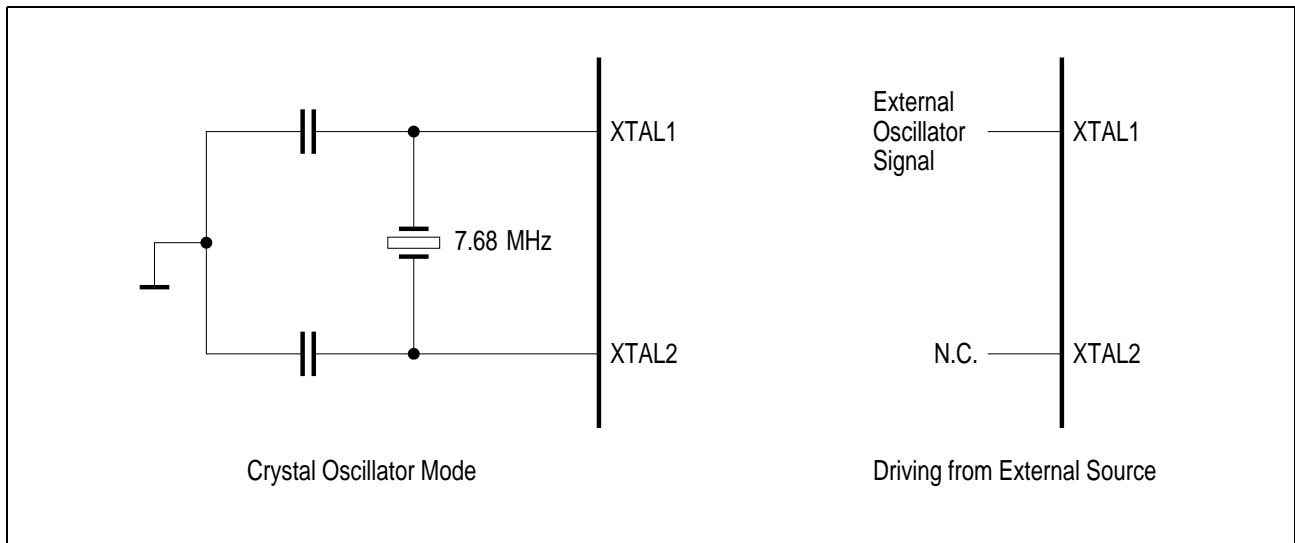 XTAL1
7.68 MHz
XTAL2
Crystal Oscillator Mode
External
Oscillator
Signal
XTAL1
N.C.
XTAL2
Driving from External Source